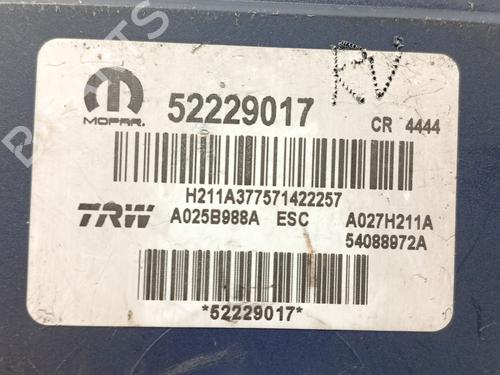 RV
MOPAR.
52229017
CR 4444
H211A377571422257
TRW
A025B988A ESC A027H211A
54088972A
*52229017*